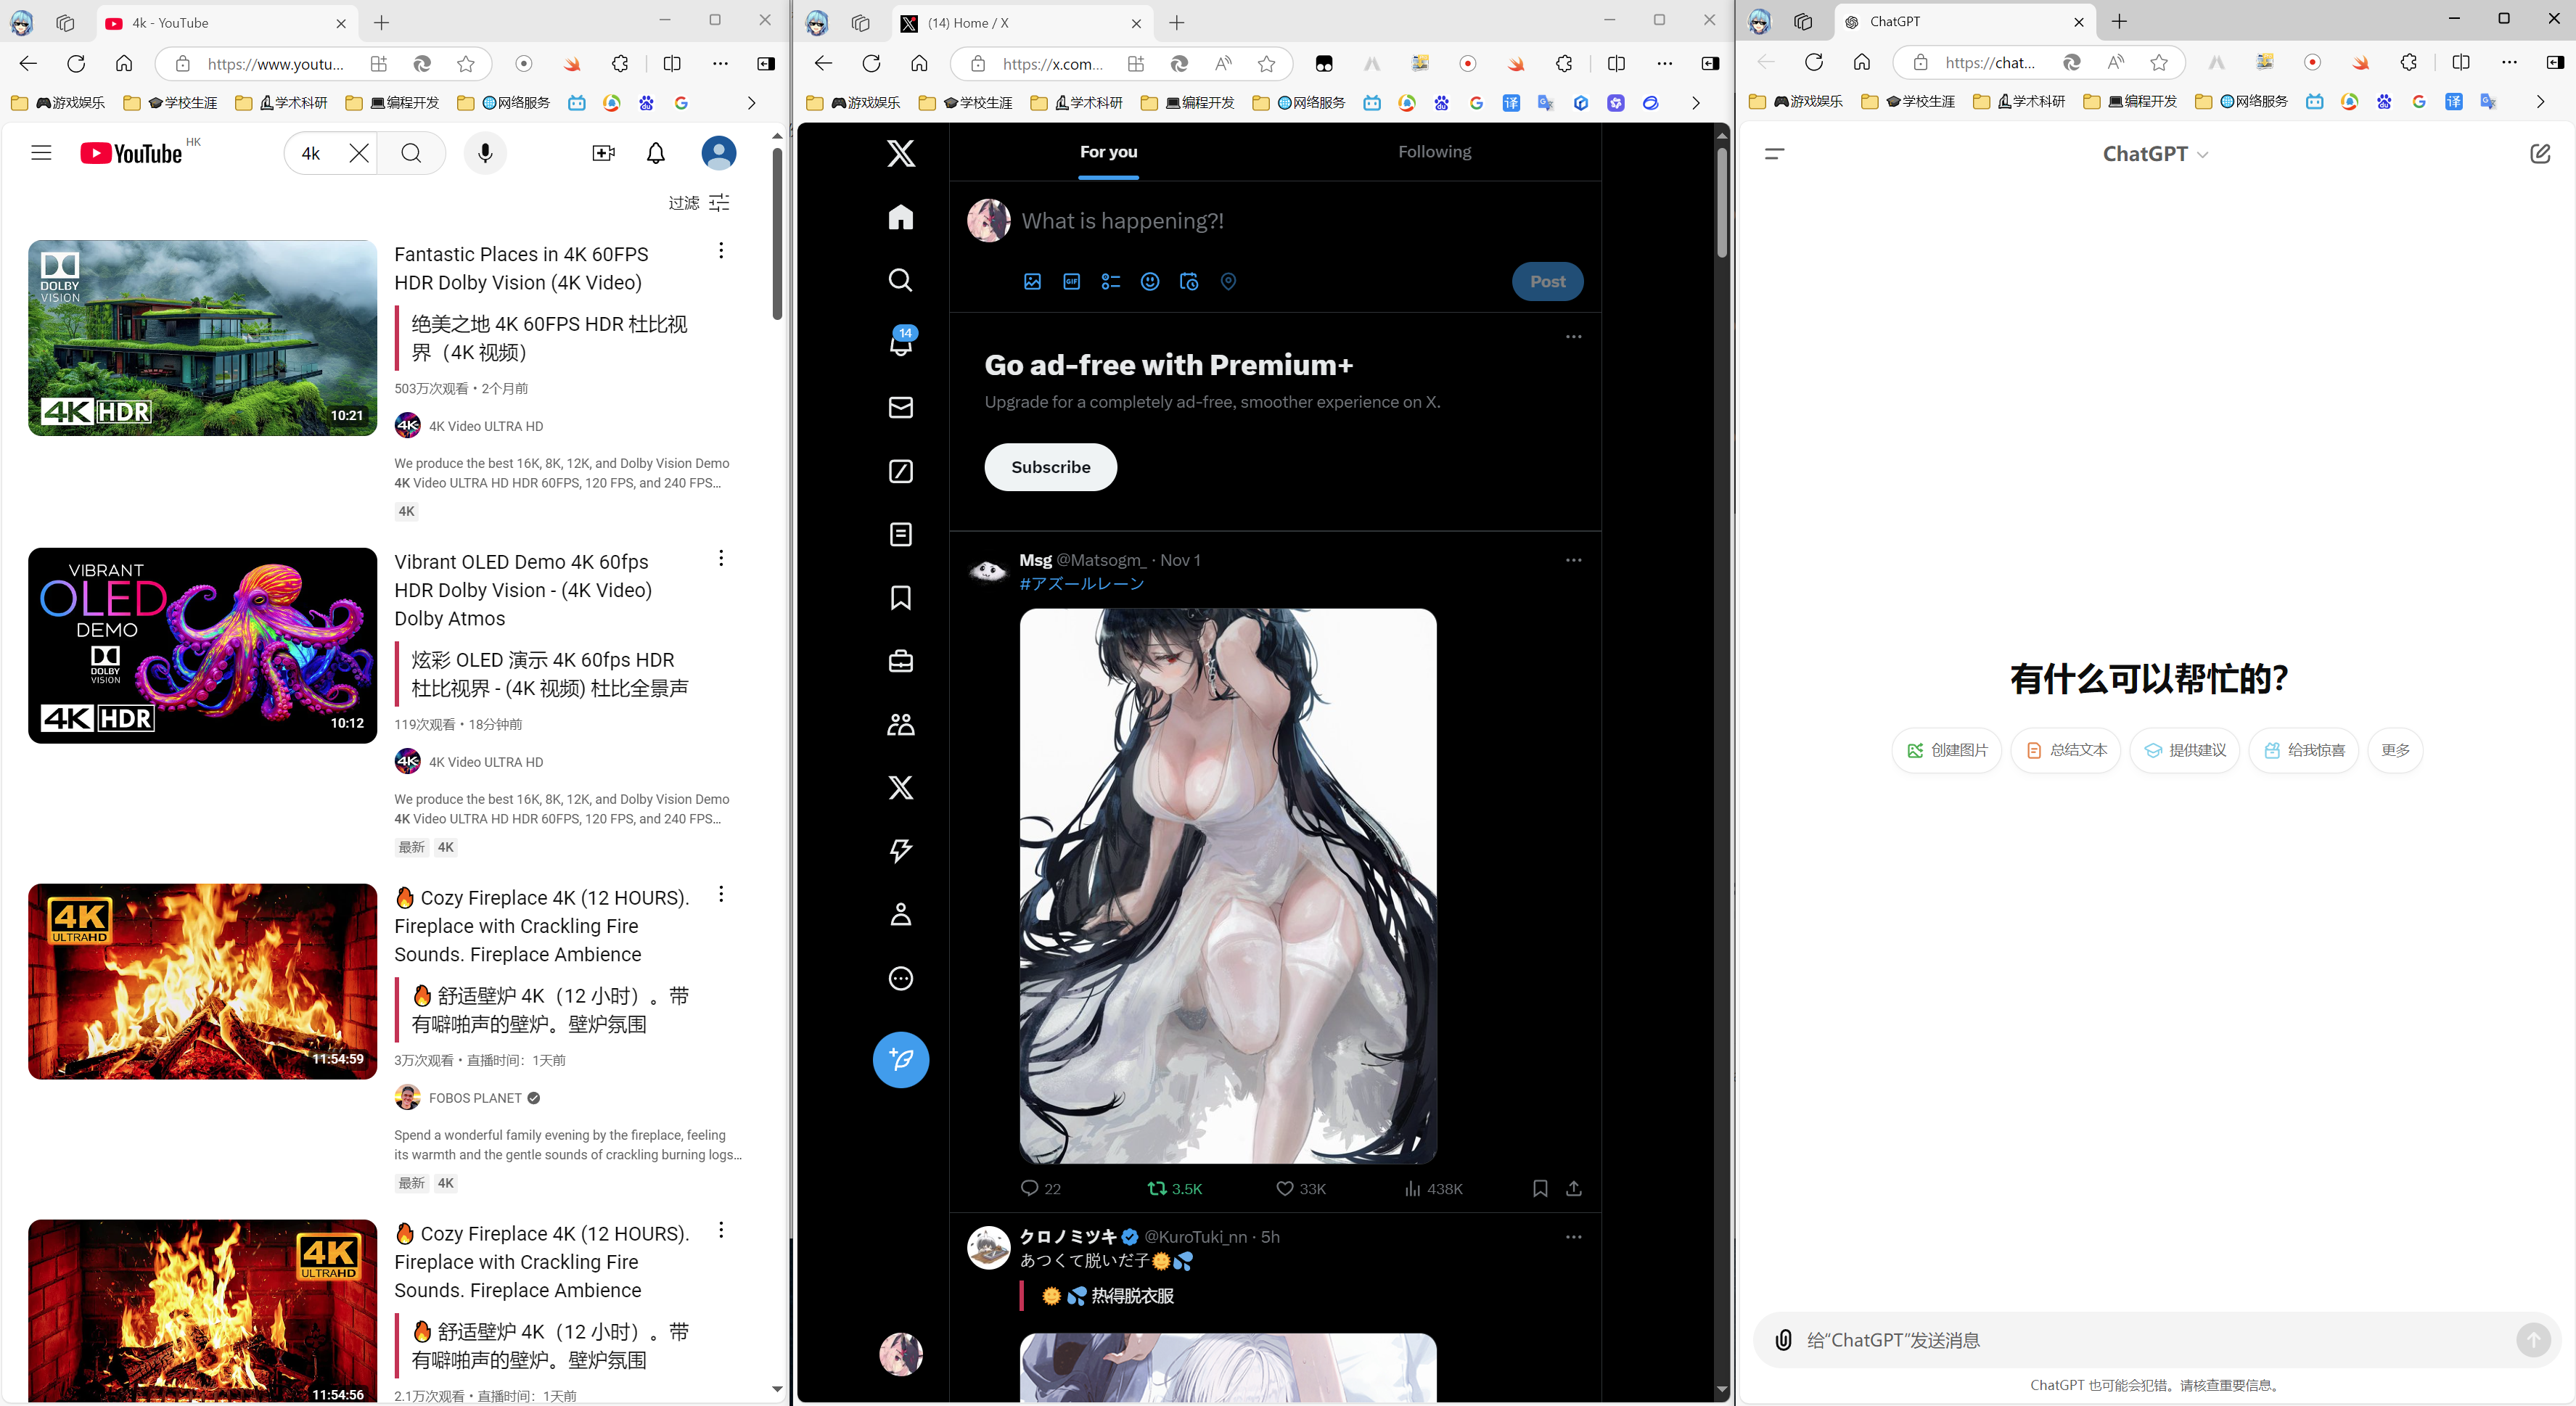 4k - YouTube
https://www.youtu...
游戏娱乐
学校生涯
学术科研
编程开发
网络服务
YouTube HK
4k
过滤
DOLBY
VISION
4K HDR
10:21
Fantastic Places in 4K 60FPS
HDR Dolby Vision (4K Video)
绝美之地 4K 60FPS HDR 杜比视
界（4K 视频）
503万次观看・2个月前
4K
4K Video ULTRA HD
We produce the best 16K, 8K, 12K, and Dolby Vision Demo
4K Video ULTRA HD HDR 60FPS, 120 FPS, and 240 FPS...
4K
VIBRANT
OLED
DEMO
DOLBY
VISION
4K HDR
10:12
Vibrant OLED Demo 4K 60fps
HDR Dolby Vision - (4K Video)
Dolby Atmos
炫彩 OLED 演示 4K 60fps HDR
杜比视界 - (4K 视频) 杜比全景声
119次观看・18分钟前
4K
4K Video ULTRA HD
We produce the best 16K, 8K, 12K, and Dolby Vision Demo
4K Video ULTRA HD HDR 60FPS, 120 FPS, and 240 FPS...
最新 4K
4K
ULTRA HD
11:54:59
🔥 Cozy Fireplace 4K (12 HOURS).
Fireplace with Crackling Fire
Sounds. Fireplace Ambience
🔥 舒适壁炉 4K（12 小时）。带
有噼啪声的壁炉。壁炉氛围
3万次观看・直播时间：1天前
FOBOS PLANET
Spend a wonderful family evening by the fireplace, feeling
its warmth and the gentle sounds of crackling burning logs...
最新 4K
4K
ULTRA HD
11:54:56
🔥 Cozy Fireplace 4K (12 HOURS).
Fireplace with Crackling Fire
Sounds. Fireplace Ambience
🔥 舒适壁炉 4K（12 小时）。带
有噼啪声的壁炉。壁炉氛围
2.1万次观看・直播时间：1天前
(14) Home / X
https://x.com...
游戏娱乐
学校生涯
学术科研
编程开发
网络服务
译
For you
Following
What is happening?!
GIF
Post
14
Go ad-free with Premium+
Upgrade for a completely ad-free, smoother experience on X.
Subscribe
Msg @Matsogm_ · Nov 1
#アズールレーン
22
3.5K
33K
438K
クロノミツキ @KuroTuki_nn · 5h
あつくて脱いだ子🌞💦
🌞💦 热得脱衣服
ChatGPT
https://chat...
游戏娱乐
学校生涯
学术科研
编程开发
网络服务
译
ChatGPT
有什么可以帮忙的?
创建图片
总结文本
提供建议
给我惊喜
更多
给“ChatGPT”发送消息
ChatGPT 也可能会犯错。请核查重要信息。